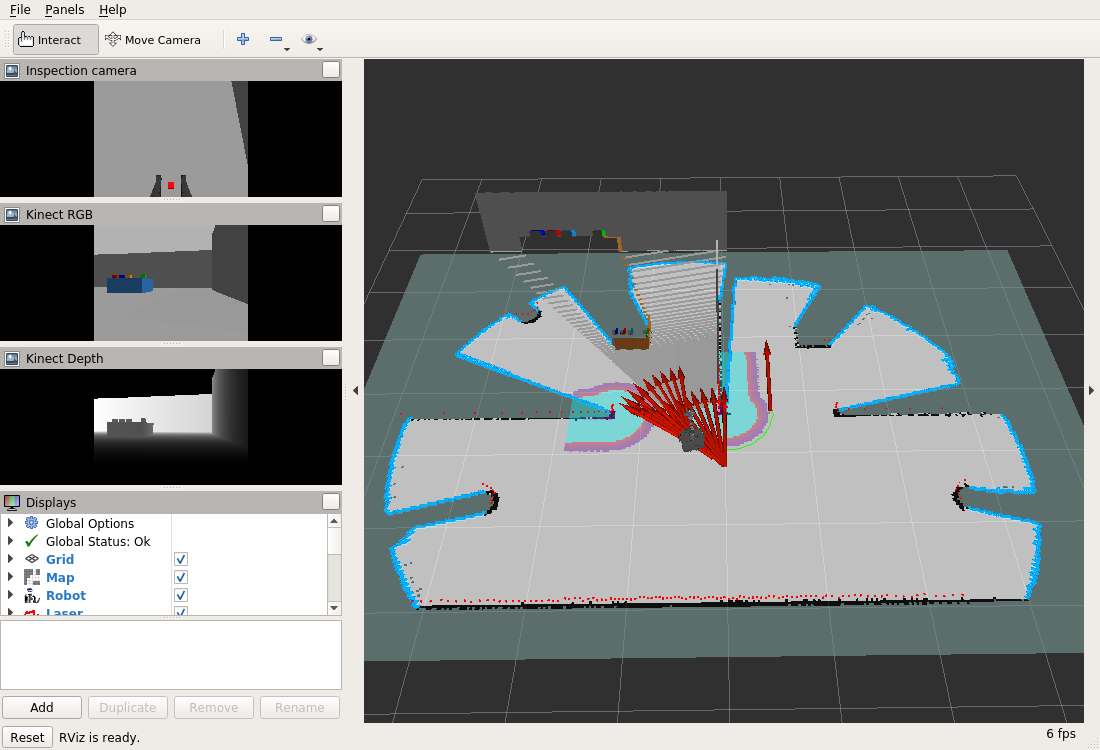 File Panels Help
Interact Move Camera
Inspection camera
Kinect RGB
Kinect Depth
Displays
Global Options
Global Status: Ok
Grid
Map
Robot
Laser
Add Duplicate Remove Rename
Reset RViz is ready. 6 fps